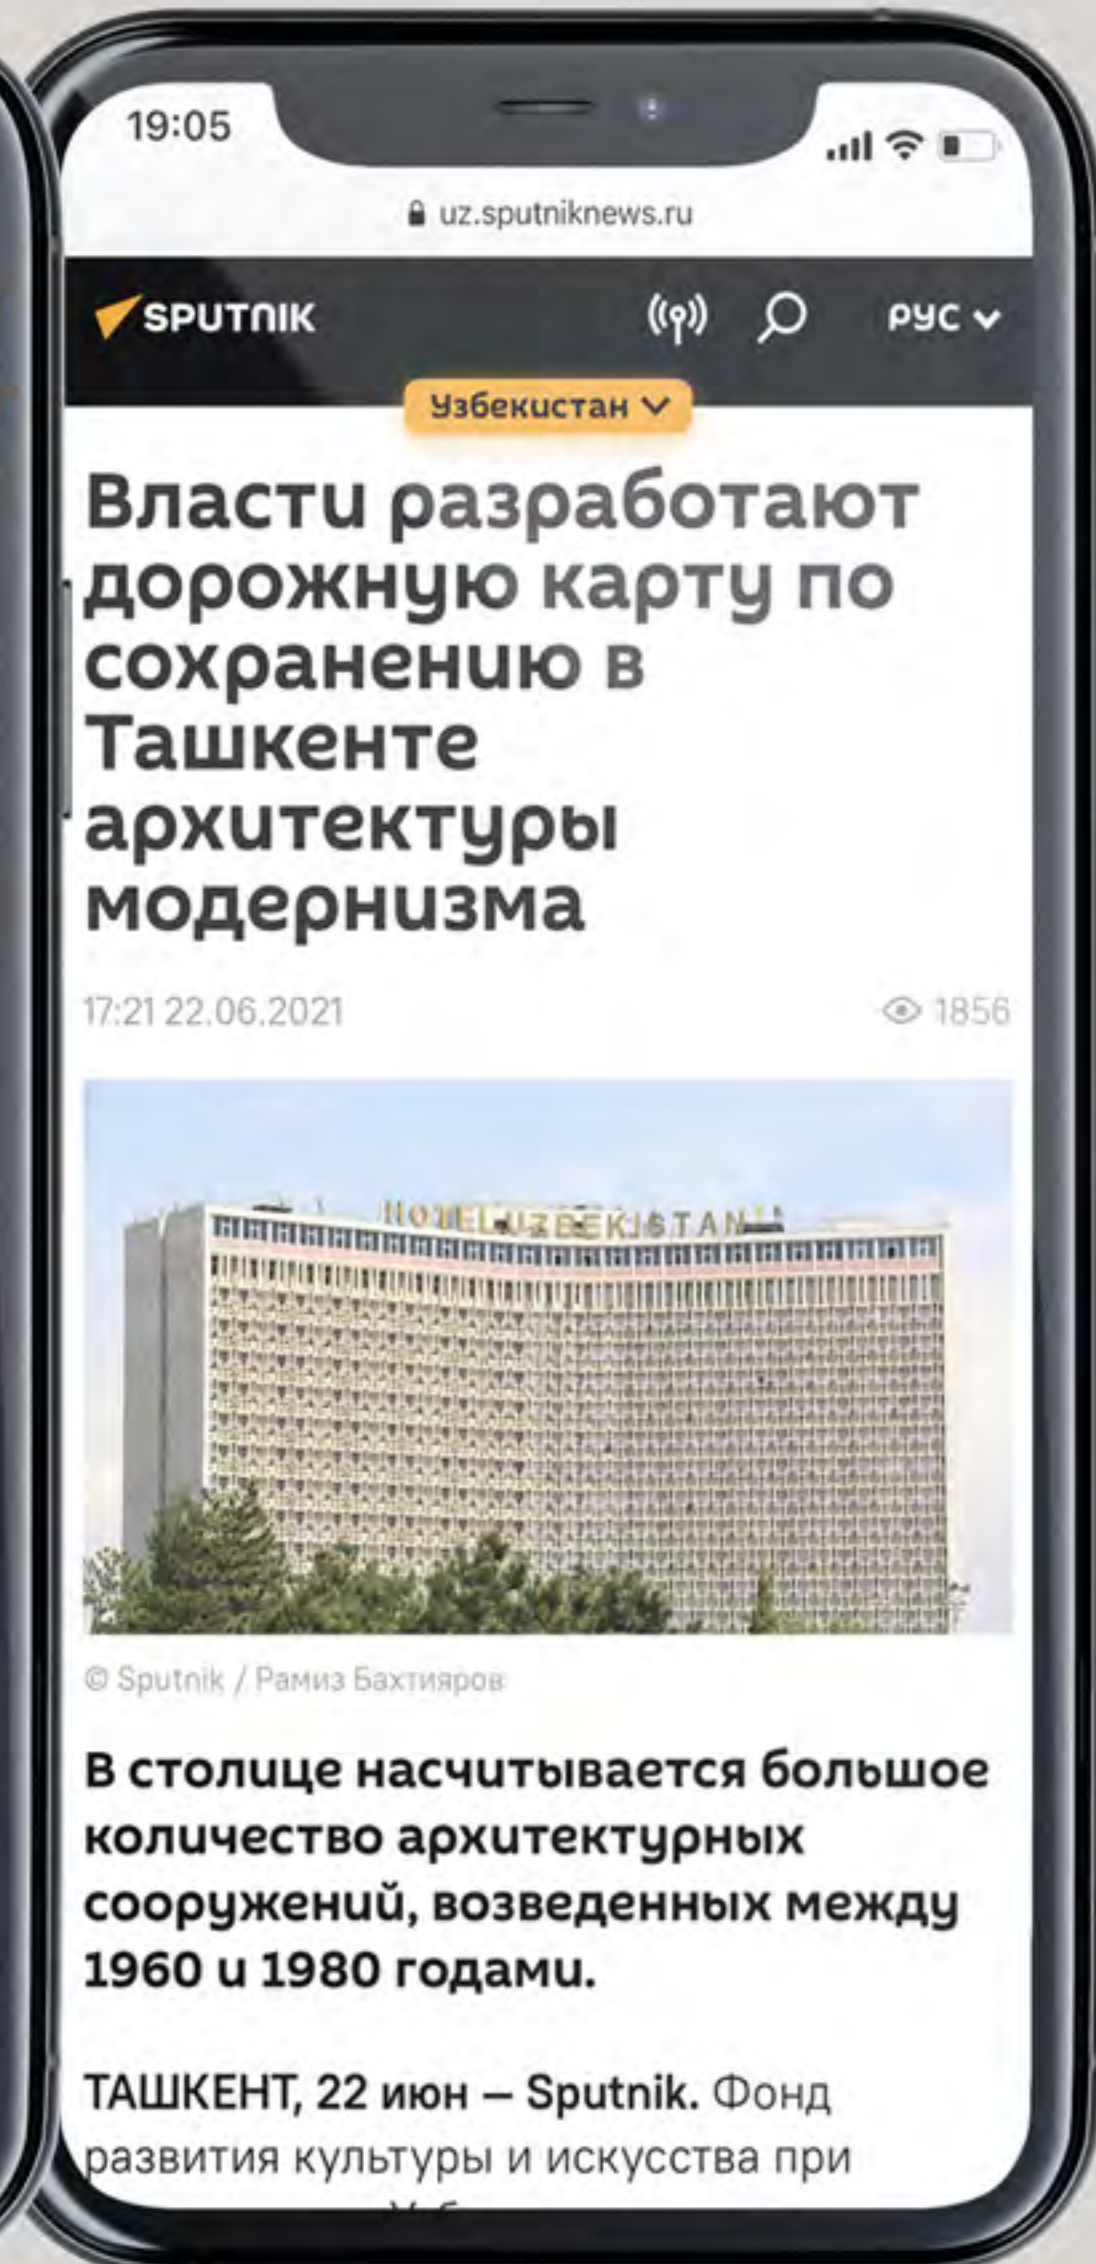 19:05
uz.sputniknews.ru
SPUTNIK
РУС
Узбекистан
Власти разработают
дорожную карту по
сохранению в
Ташкенте
архитектуры
модернизма
17:21 22.06.2021
1856
HOTEL UZBEKISTAN
© Sputnik / Рамиз Бахтияров
В столице насчитывается большое
количество архитектурных
сооружений, возведенных между
1960 и 1980 годами.
ТАШКЕНТ, 22 июн — Sputnik. Фонд
развития культуры и искусства при